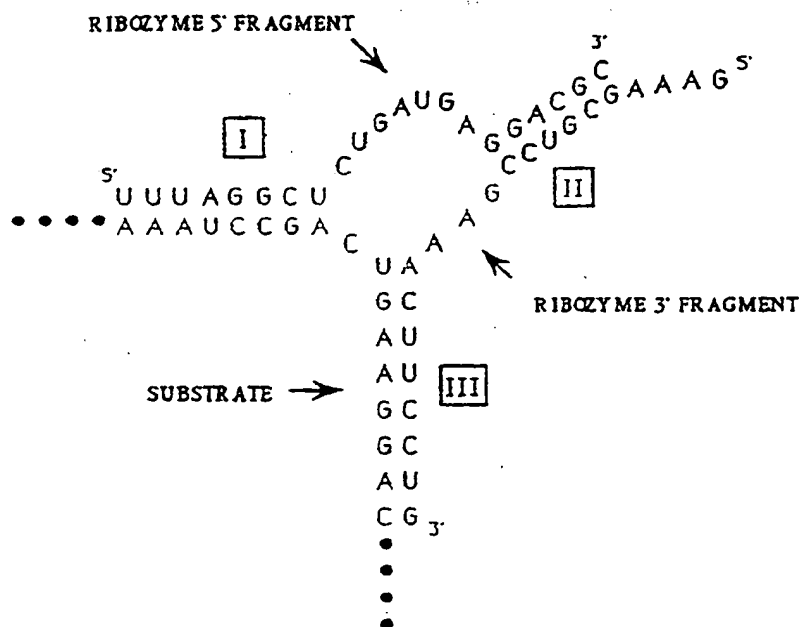 RIBOZYME 5' FRAGMENT
3'
C
5'
U G A U G A G G A C G
G A A A G
C G U C C G
I
C
II
5'
U U U A G G C U
A A A U C C G A
C
A A
U A
G C
A U
RIBOZYME 3' FRAGMENT
A U
SUBSTRATE
III
G C
G C
A U
C G
3'